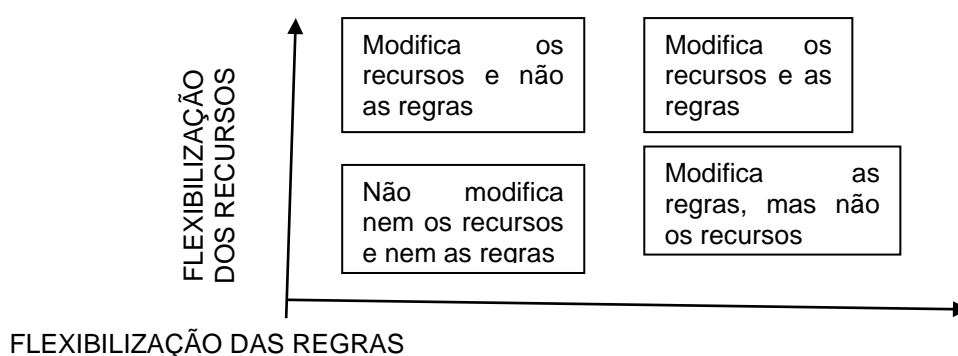 FLEXIBILIZAÇÃO
DOS RECURSOS
Modifica os
recursos e não
as regras
Modifica os
recursos e as
regras
Não modifica
nem os recursos
e nem as regras
Modifica as
regras, mas não
os recursos
FLEXIBILIZAÇÃO DAS REGRAS